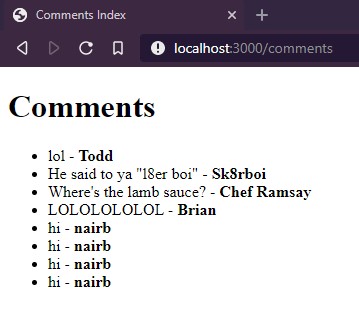 Comments Index
localhost:3000/comments
Comments
lol - Todd
He said to ya "l8er boi" - Sk8rboi
Where's the lamb sauce? - Chef Ramsay
LOLOLOLOLOL - Brian
hi - nairb
hi - nairb
hi - nairb
hi - nairb